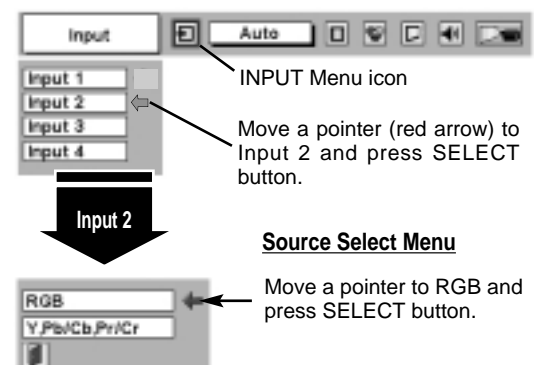 Input
Auto
INPUT Menu icon
Input 1
Input 2
Input 3
Input 4
Move a pointer (red arrow) to
Input 2 and press SELECT
button.
Input 2
Source Select Menu
Move a pointer to RGB and
press SELECT button.
RGB
Y,Pb/Cb,Pr/Cr